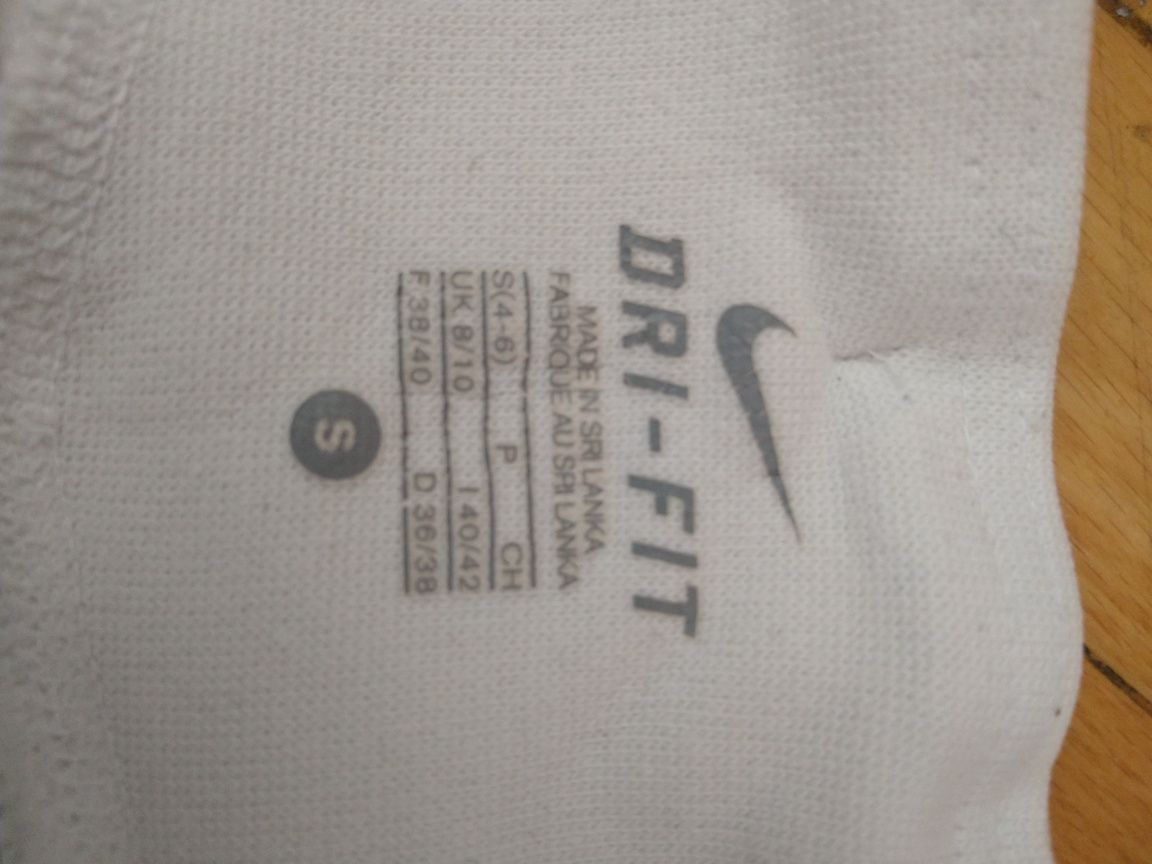 DRI-FIT
MADE IN SRI LANKA
FABRIQUE AU SRI LANKA
S(4-6) P CH
UK 8/10 I 40/42
F 38/40 D 36/38
S